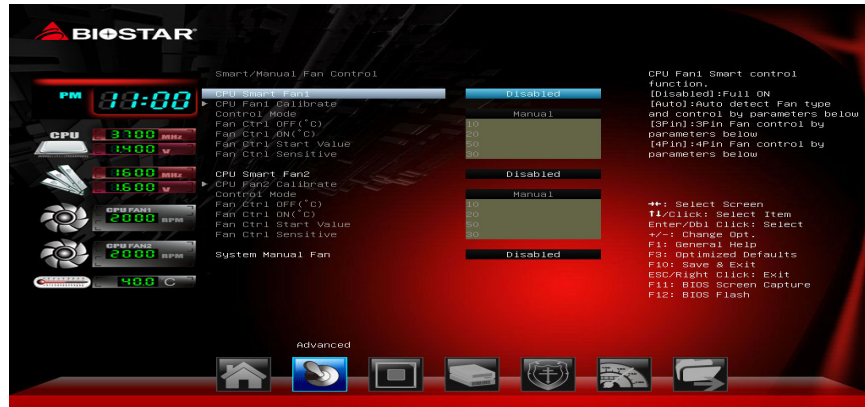 BIOSTAR
Smart/Manual Fan Control
CPU Smart Fan1 Disabled
CPU Fan1 Calibrate
Control Mode Manual
Fan Ctrl OFF(°C) 10
Fan Ctrl ON(°C) 20
Fan Ctrl Start Value 50
Fan Ctrl Sensitive 30
CPU Smart Fan2 Disabled
CPU Fan2 Calibrate
Control Mode Manual
Fan Ctrl OFF(°C) 10
Fan Ctrl ON(°C) 20
Fan Ctrl Start Value 50
Fan Ctrl Sensitive 30
System Manual Fan Disabled
PM 11:00
CPU 3700 MHz
1.400 V
1600 MHz
1.600 V
CPU FAN1
2000 RPM
CPU FAN2
2000 RPM
40.0 C
CPU Fan1 Smart control
function.
[Disabled]:Full ON
[Auto]:Auto detect Fan type
and control by parameters below
[3Pin]:3Pin Fan control by
parameters below
[4Pin]:4Pin Fan control by
parameters below
→←: Select Screen
↑↓/Click: Select Item
Enter/Dbl Click: Select
+/-: Change Opt.
F1: General Help
F3: Optimized Defaults
F10: Save & Exit
ESC/Right Click: Exit
F11: BIOS Screen Capture
F12: BIOS Flash
Advanced